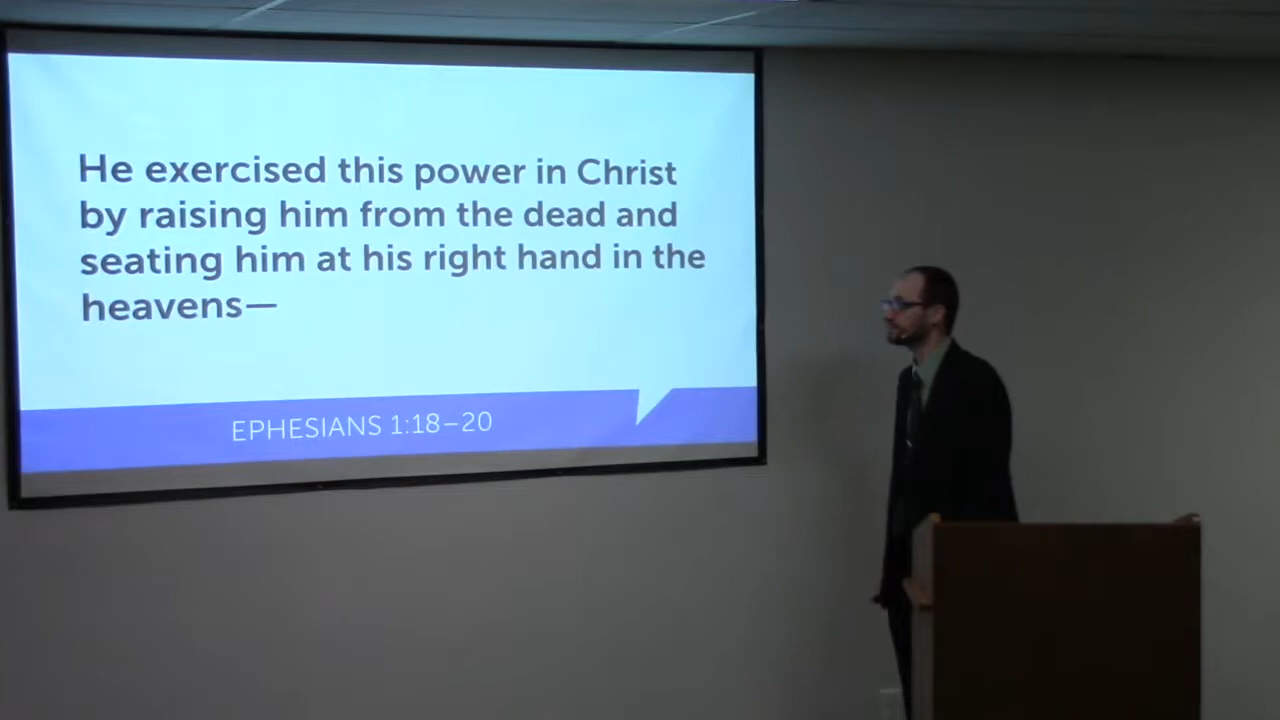 He exercised this power in Christ
by raising him from the dead and
seating him at his right hand in the
heavens—
EPHESIANS 1:18–20